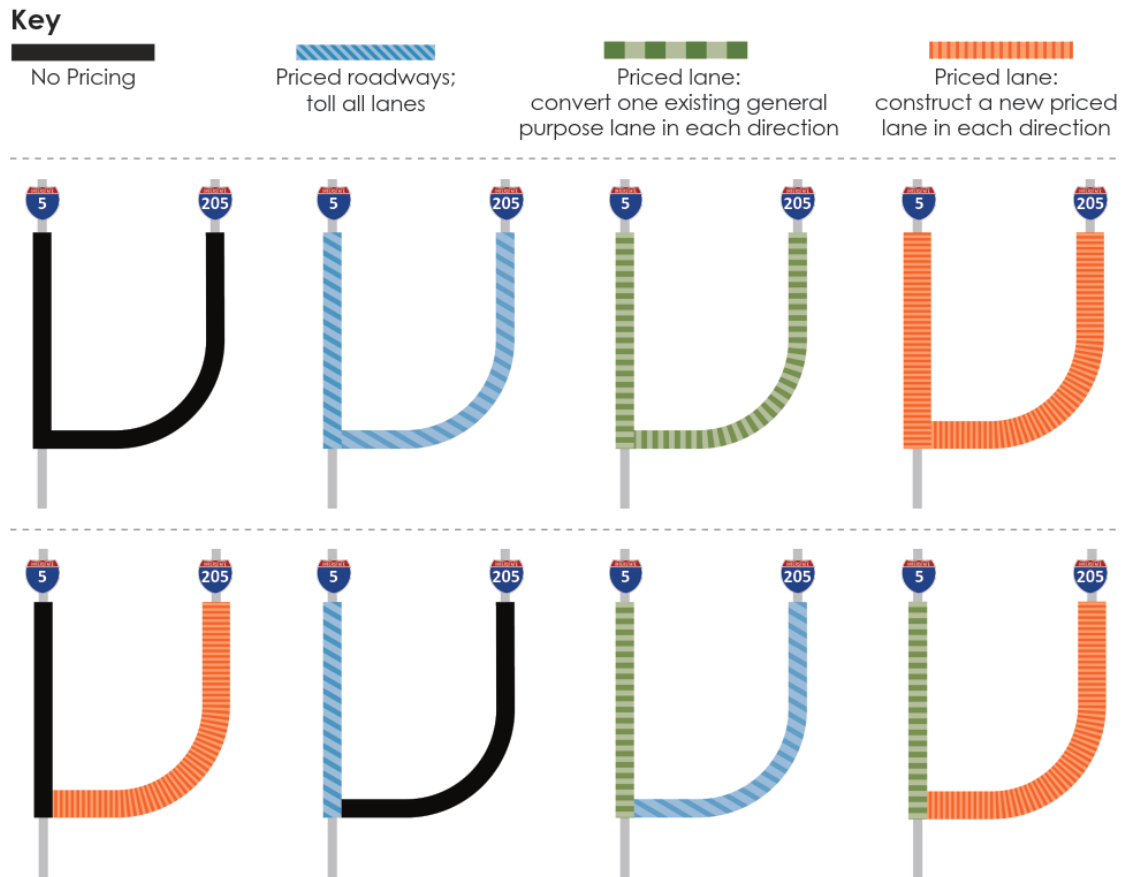 Key
No Pricing
Priced roadways;
toll all lanes
Priced lane:
convert one existing general
purpose lane in each direction
Priced lane:
construct a new priced
lane in each direction
5
205
5
205
5
205
5
205
5
205
5
205
5
205
5
205